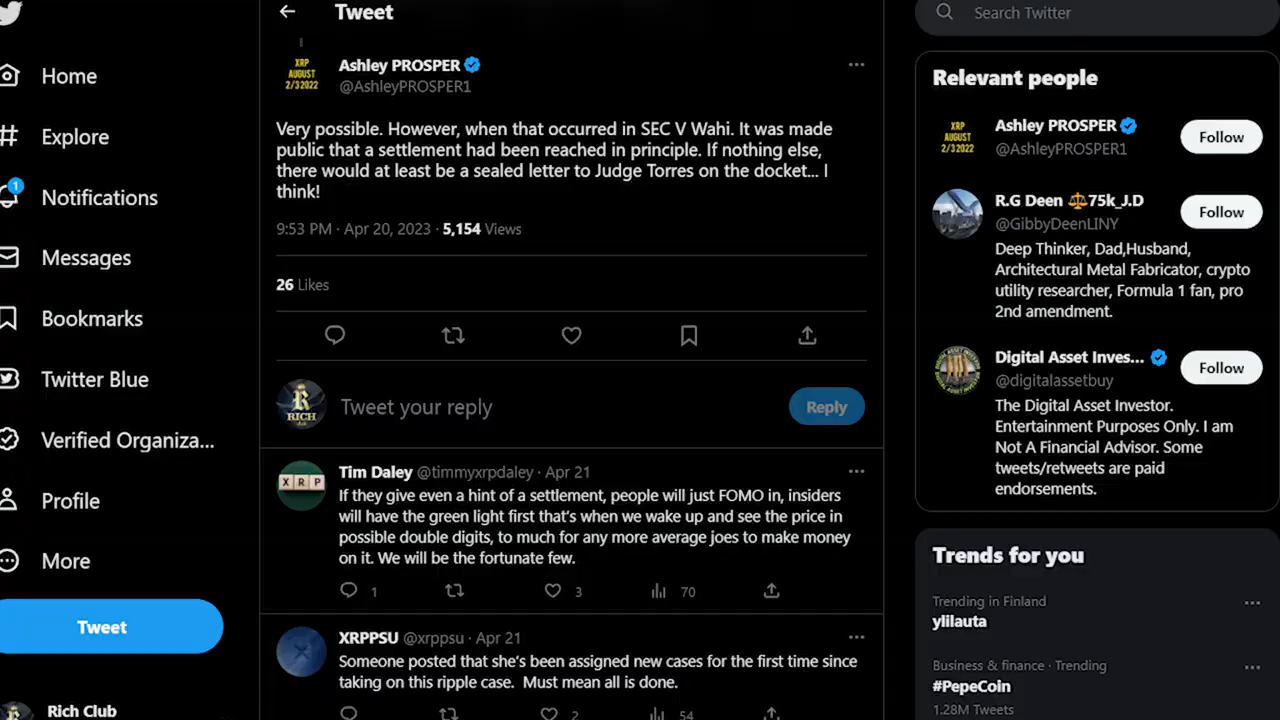 Tweet
Search Twitter
Home
Explore
1
Notifications
Messages
Bookmarks
Twitter Blue
Verified Organiza...
Profile
More
Tweet
Rich Club
XRP
AUGUST
2/3 2022
Ashley PROSPER
@AshleyPROSPER1
Very possible. However, when that occurred in SEC V Wahi. It was made
public that a settlement had been reached in principle. If nothing else,
there would at least be a sealed letter to Judge Torres on the docket... I
think!
9:53 PM · Apr 20, 2023 · 5,154 Views
26 Likes
RICH
Tweet your reply
Reply
XRP
Tim Daley @timmyxrpdaley · Apr 21
If they give even a hint of a settlement, people will just FOMO in, insiders
will have the green light first that's when we wake up and see the price in
possible double digits, to much for any more average joes to make money
on it. We will be the fortunate few.
1 3 70
XRPPSU @xrppsu · Apr 21
Someone posted that she's been assigned new cases for the first time since
taking on this ripple case. Must mean all is done.
2 54
Relevant people
XRP
AUGUST
2/3 2022
Ashley PROSPER
@AshleyPROSPER1
Follow
R.G Deen ⚖️75k_J.D
@GibbyDeenLINY
Follow
Deep Thinker, Dad,Husband,
Architectural Metal Fabricator, crypto
utility researcher, Formula 1 fan, pro
2nd amendment.
Digital Asset Inves...
@digitalassetbuy
Follow
The Digital Asset Investor.
Entertainment Purposes Only. I am
Not A Financial Advisor. Some
tweets/retweets are paid
endorsements.
Trends for you
Trending in Finland
ylilauta
Business & finance · Trending
#PepeCoin
1.28M Tweets